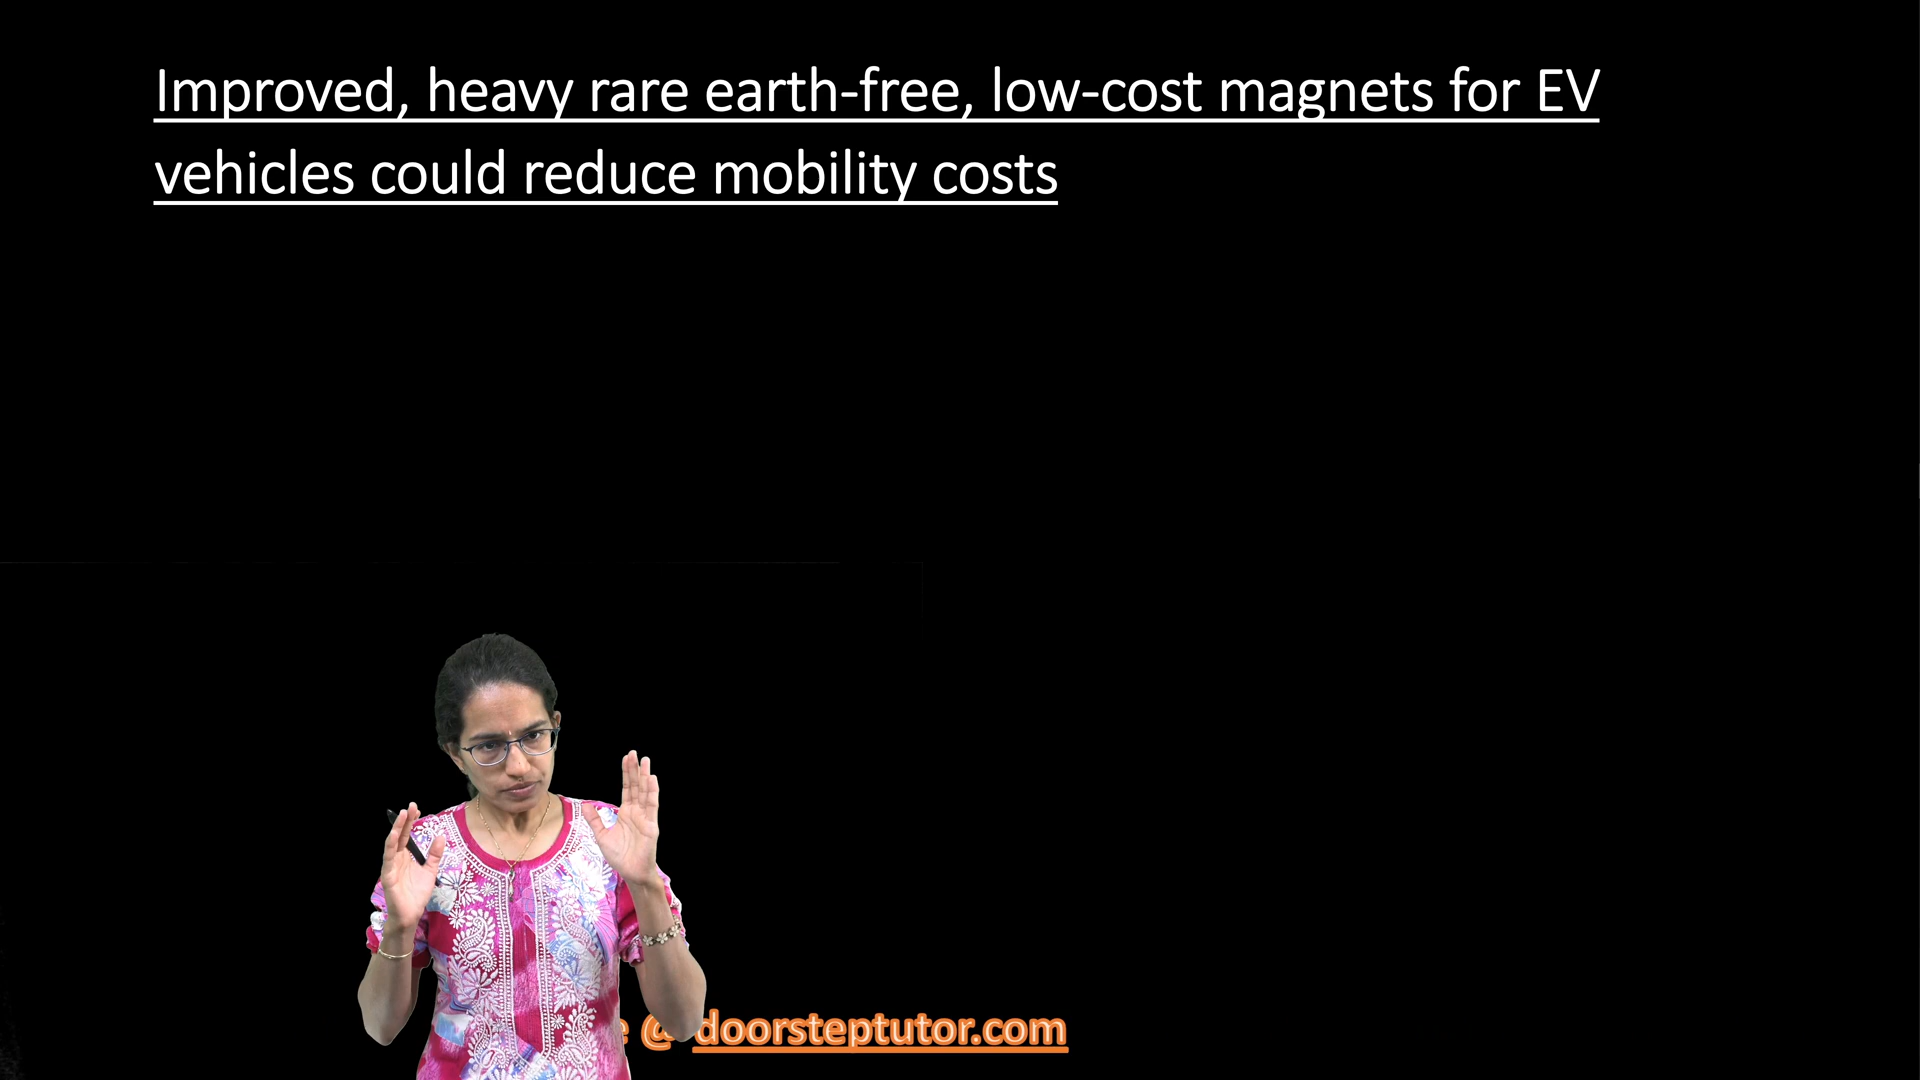 Improved, heavy rare earth-free, low-cost magnets for EV
vehicles could reduce mobility costs
@ doorsteptutor.com